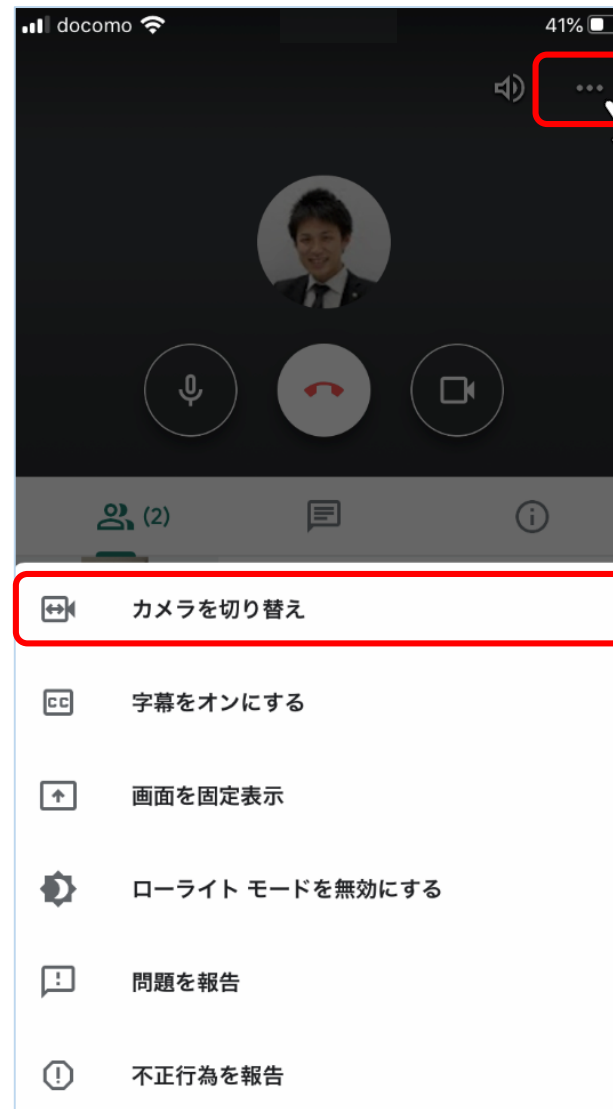 docomo 41%
(2)
カメラを切り替え
CC 字幕をオンにする
画面を固定表示
ローライト モードを無効にする
問題を報告
不正行為を報告